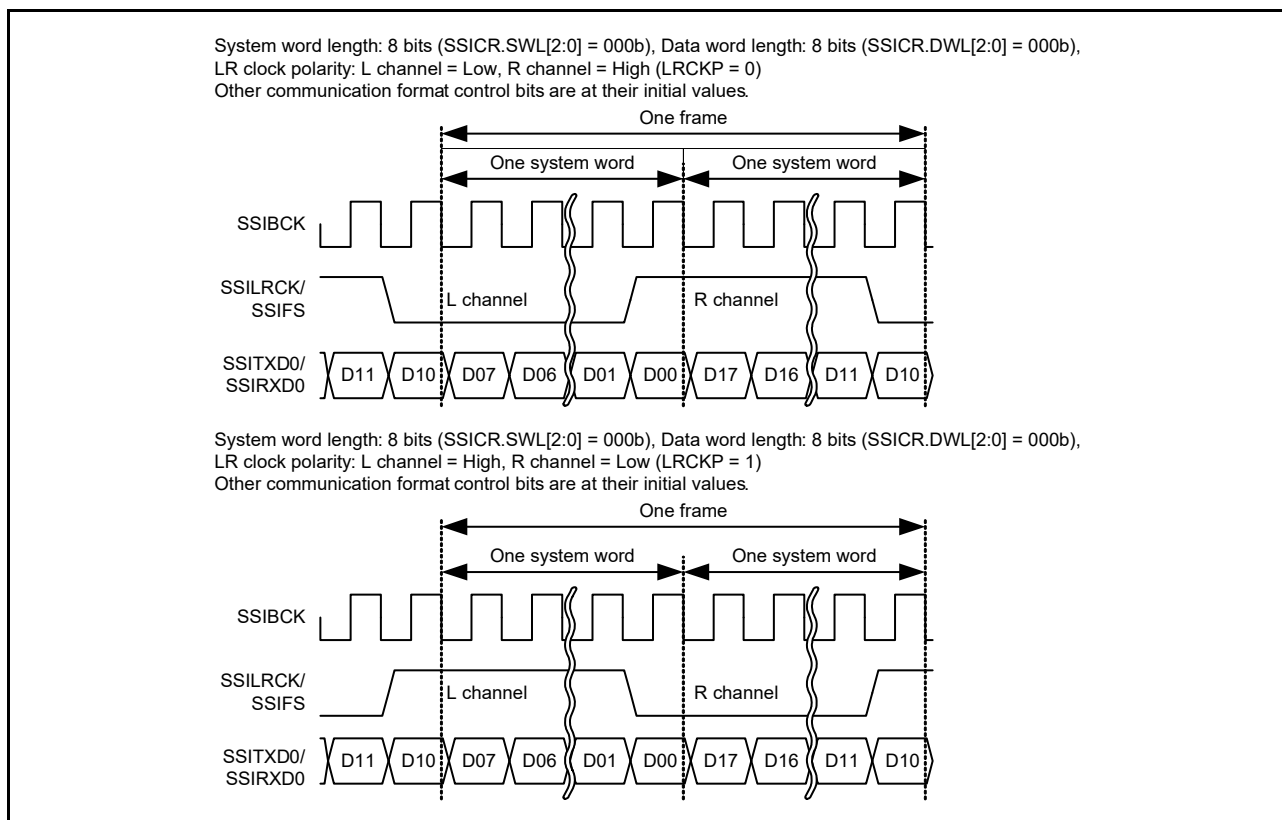 System word length: 8 bits (SSICR.SWL[2:0] = 000b), Data word length: 8 bits (SSICR.DWL[2:0] = 000b),
LR clock polarity: L channel = Low, R channel = High (LRCKP = 0)
Other communication format control bits are at their initial values.
One frame
One system word One system word
SSIBCK
SSILRCK/
SSIFS
L channel R channel
SSITXD0/
SSIRXD0
D11 D10 D07 D06 D01 D00 D17 D16 D11 D10
System word length: 8 bits (SSICR.SWL[2:0] = 000b), Data word length: 8 bits (SSICR.DWL[2:0] = 000b),
LR clock polarity: L channel = High, R channel = Low (LRCKP = 1)
Other communication format control bits are at their initial values.
One frame
One system word One system word
SSIBCK
SSILRCK/
SSIFS
L channel R channel
SSITXD0/
SSIRXD0
D11 D10 D07 D06 D01 D00 D17 D16 D11 D10